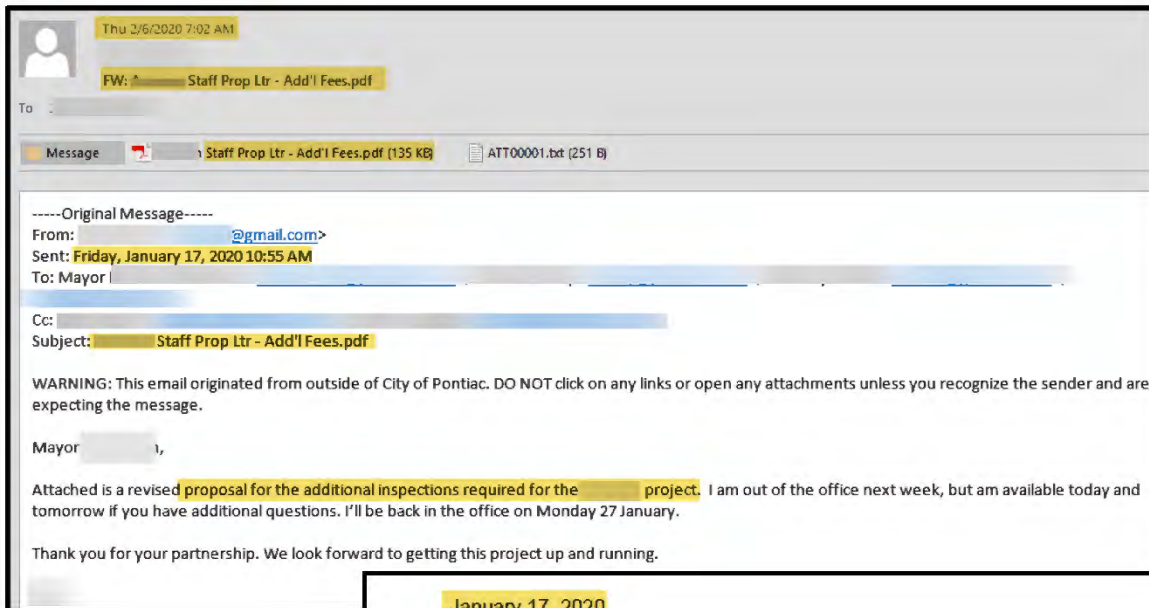 Thu 2/6/2020 7:02 AM
FW: Staff Prop Ltr - Add'l Fees.pdf
To
Message Staff Prop Ltr - Add'l Fees.pdf (135 KB) ATT00001.txt (251 B)
-----Original Message-----
From: @gmail.com>
Sent: Friday, January 17, 2020 10:55 AM
To: Mayor
Cc:
Subject: Staff Prop Ltr - Add'l Fees.pdf
WARNING: This email originated from outside of City of Pontiac. DO NOT click on any links or open any attachments unless you recognize the sender and are
expecting the message.
Mayor ,
Attached is a revised proposal for the additional inspections required for the project. I am out of the office next week, but am available today and
tomorrow if you have additional questions. I'll be back in the office on Monday 27 January.
Thank you for your partnership. We look forward to getting this project up and running.
January 17, 2020